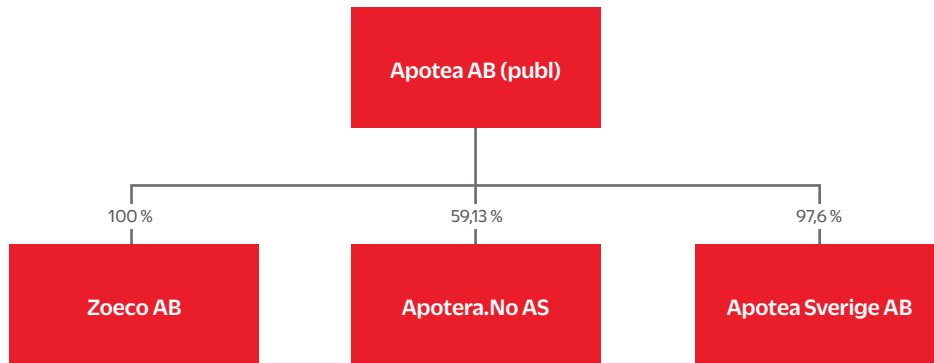 Apotea AB (publ)
100 %
59,13 %
97,6 %
Zoeco AB
Apotera.No AS
Apotea Sverige AB